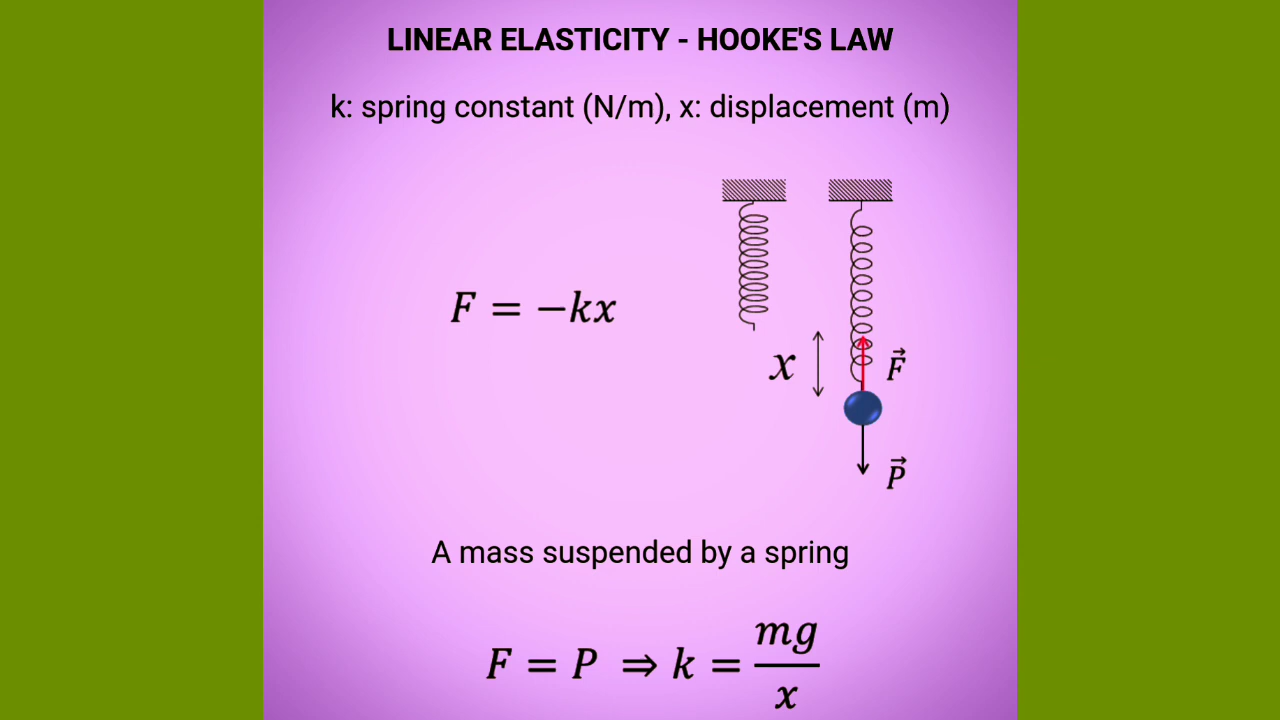 LINEAR ELASTICITY - HOOKE'S LAW
k: spring constant (N/m), x: displacement (m)
F = −kx
x
F⃗
P⃗
A mass suspended by a spring
F = P ⇒ k = mg/x